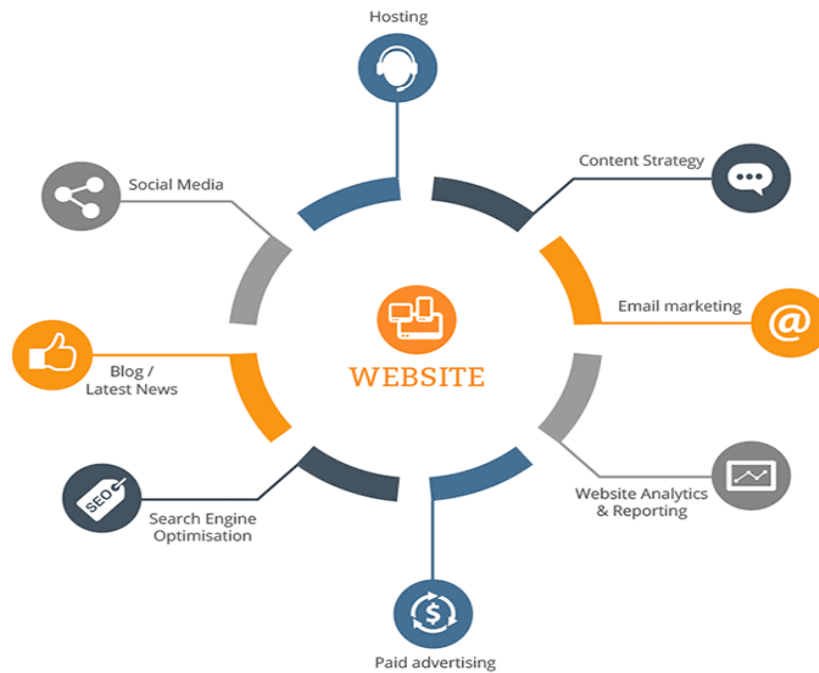 Hosting
Content Strategy
Social Media
Email marketing
@
WEBSITE
Blog /
Latest News
SEO
Website Analytics
& Reporting
Search Engine
Optimisation
$
Paid advertising